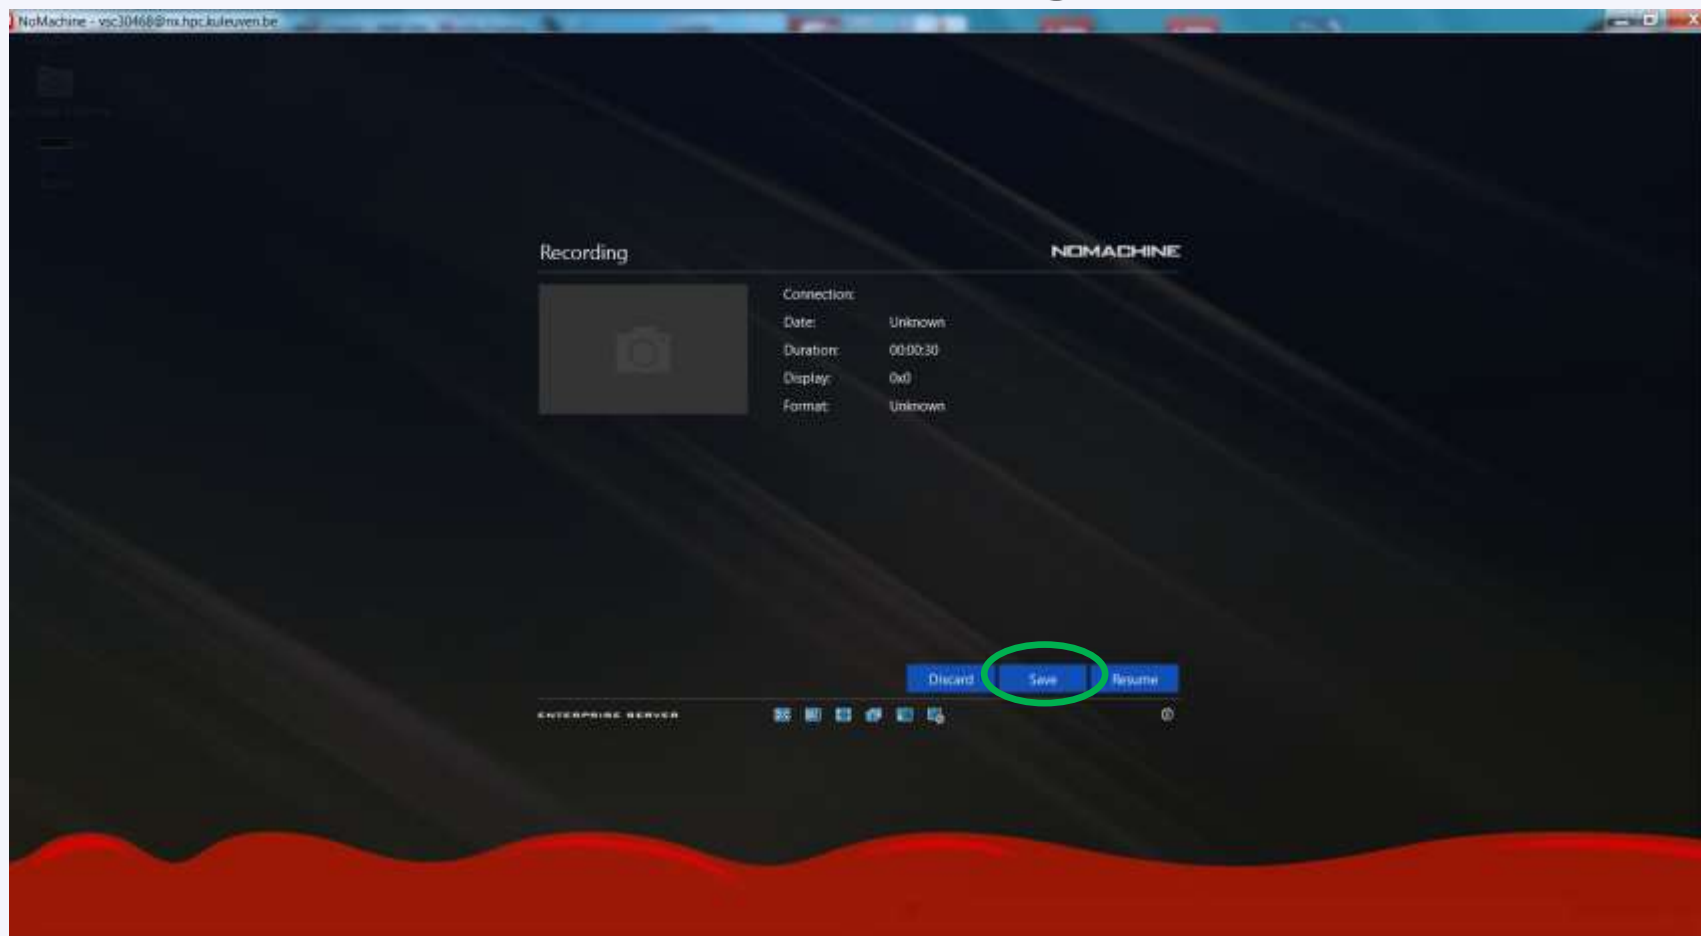 NoMachine - vsc30468@nx.hpc.kuleuven.be
Recording
NOMACHINE
Connection:
Date: Unknown
Duration: 00:00:30
Display: 0x0
Format: Unknown
Discard Save Resume
ENTERPRISE SERVER